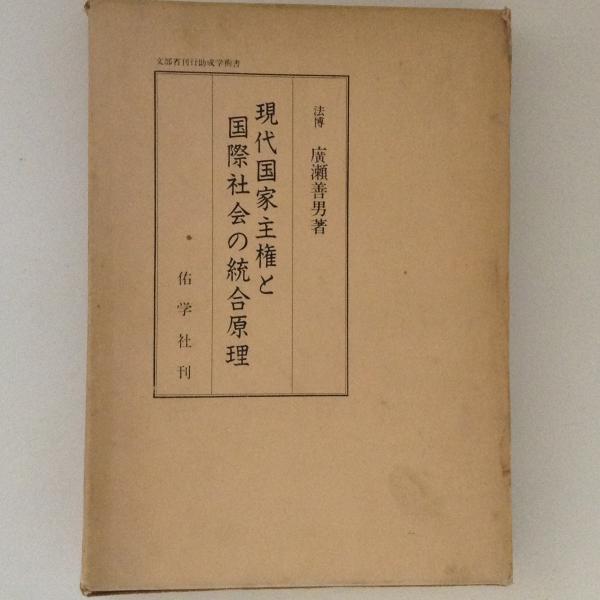 文部省刊行助成学術書
法博 廣瀬善男著
現代国家主権と
国際社会の統合原理
佑学社刊